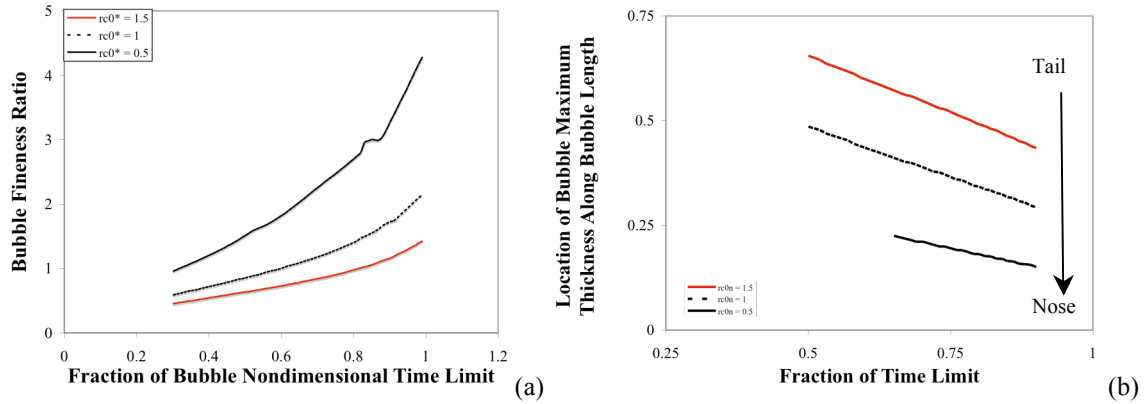 5
4
3
2
1
0
0
0.2
0.4
0.6
0.8
1
1.2
rc0* = 1.5
rc0* = 1
rc0* = 0.5
Bubble Fineness Ratio
Fraction of Bubble Nondimensional Time Limit
(a)
0.75
0.5
0.25
0
0.25
0.5
0.75
1
Location of Bubble Maximum
Thickness Along Bubble Length
Tail
Nose
rc0n = 1.5
rc0n = 1
rc0n = 0.5
Fraction of Time Limit
(b)